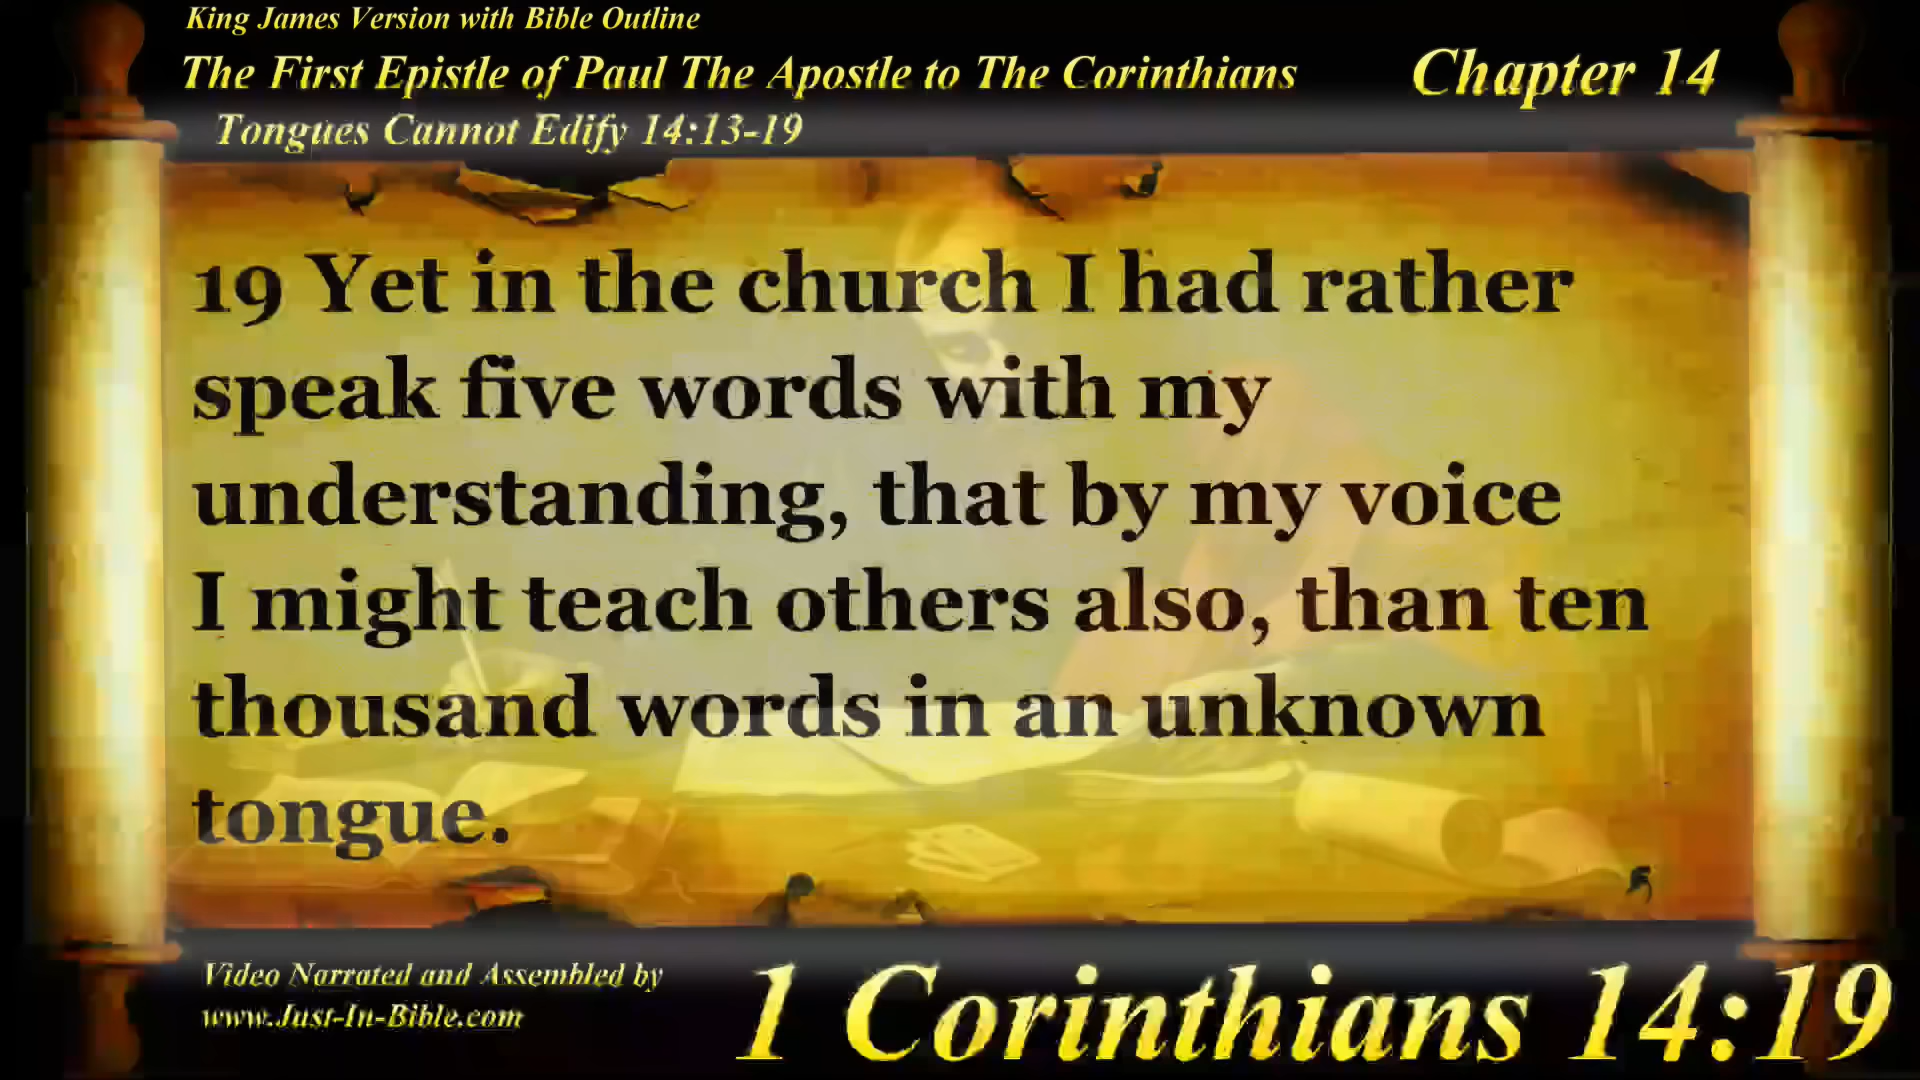 King James Version with Bible Outline
The First Epistle of Paul The Apostle to The Corinthians
Chapter 14
Tongues Cannot Edify 14:13-19
19 Yet in the church I had rather
speak five words with my
understanding, that by my voice
I might teach others also, than ten
thousand words in an unknown
tongue.
Video Narrated and Assembled by
www.Just-In-Bible.com
1 Corinthians 14:19